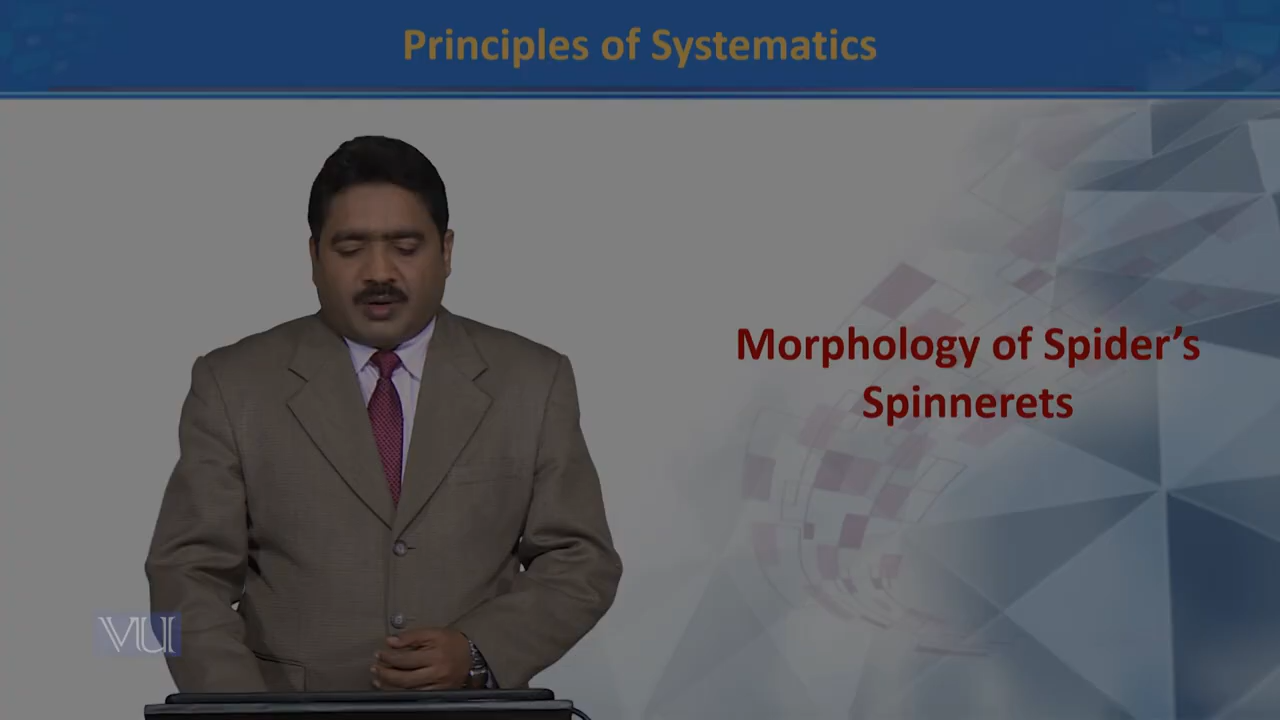 Principles of Systematics
Morphology of Spider’s
Spinnerets
VU